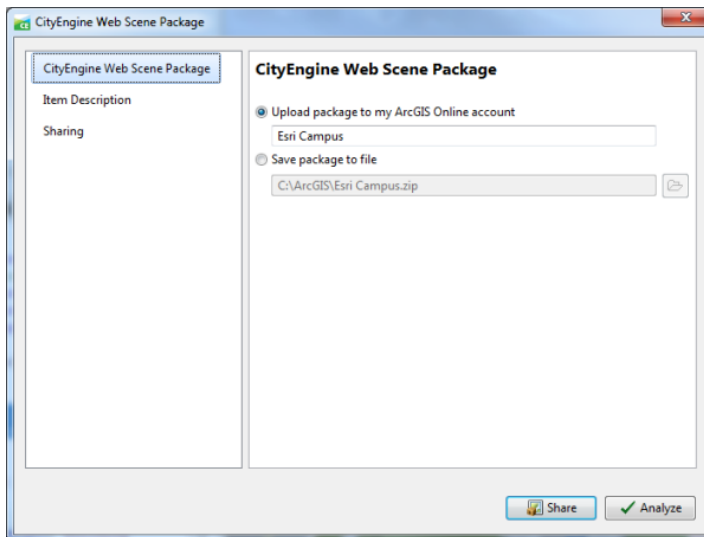 CityEngine Web Scene Package
CityEngine Web Scene Package
Item Description
Sharing
CityEngine Web Scene Package
Upload package to my ArcGIS Online account
Esri Campus
Save package to file
C:\ArcGIS\Esri Campus.zip
Share
Analyze